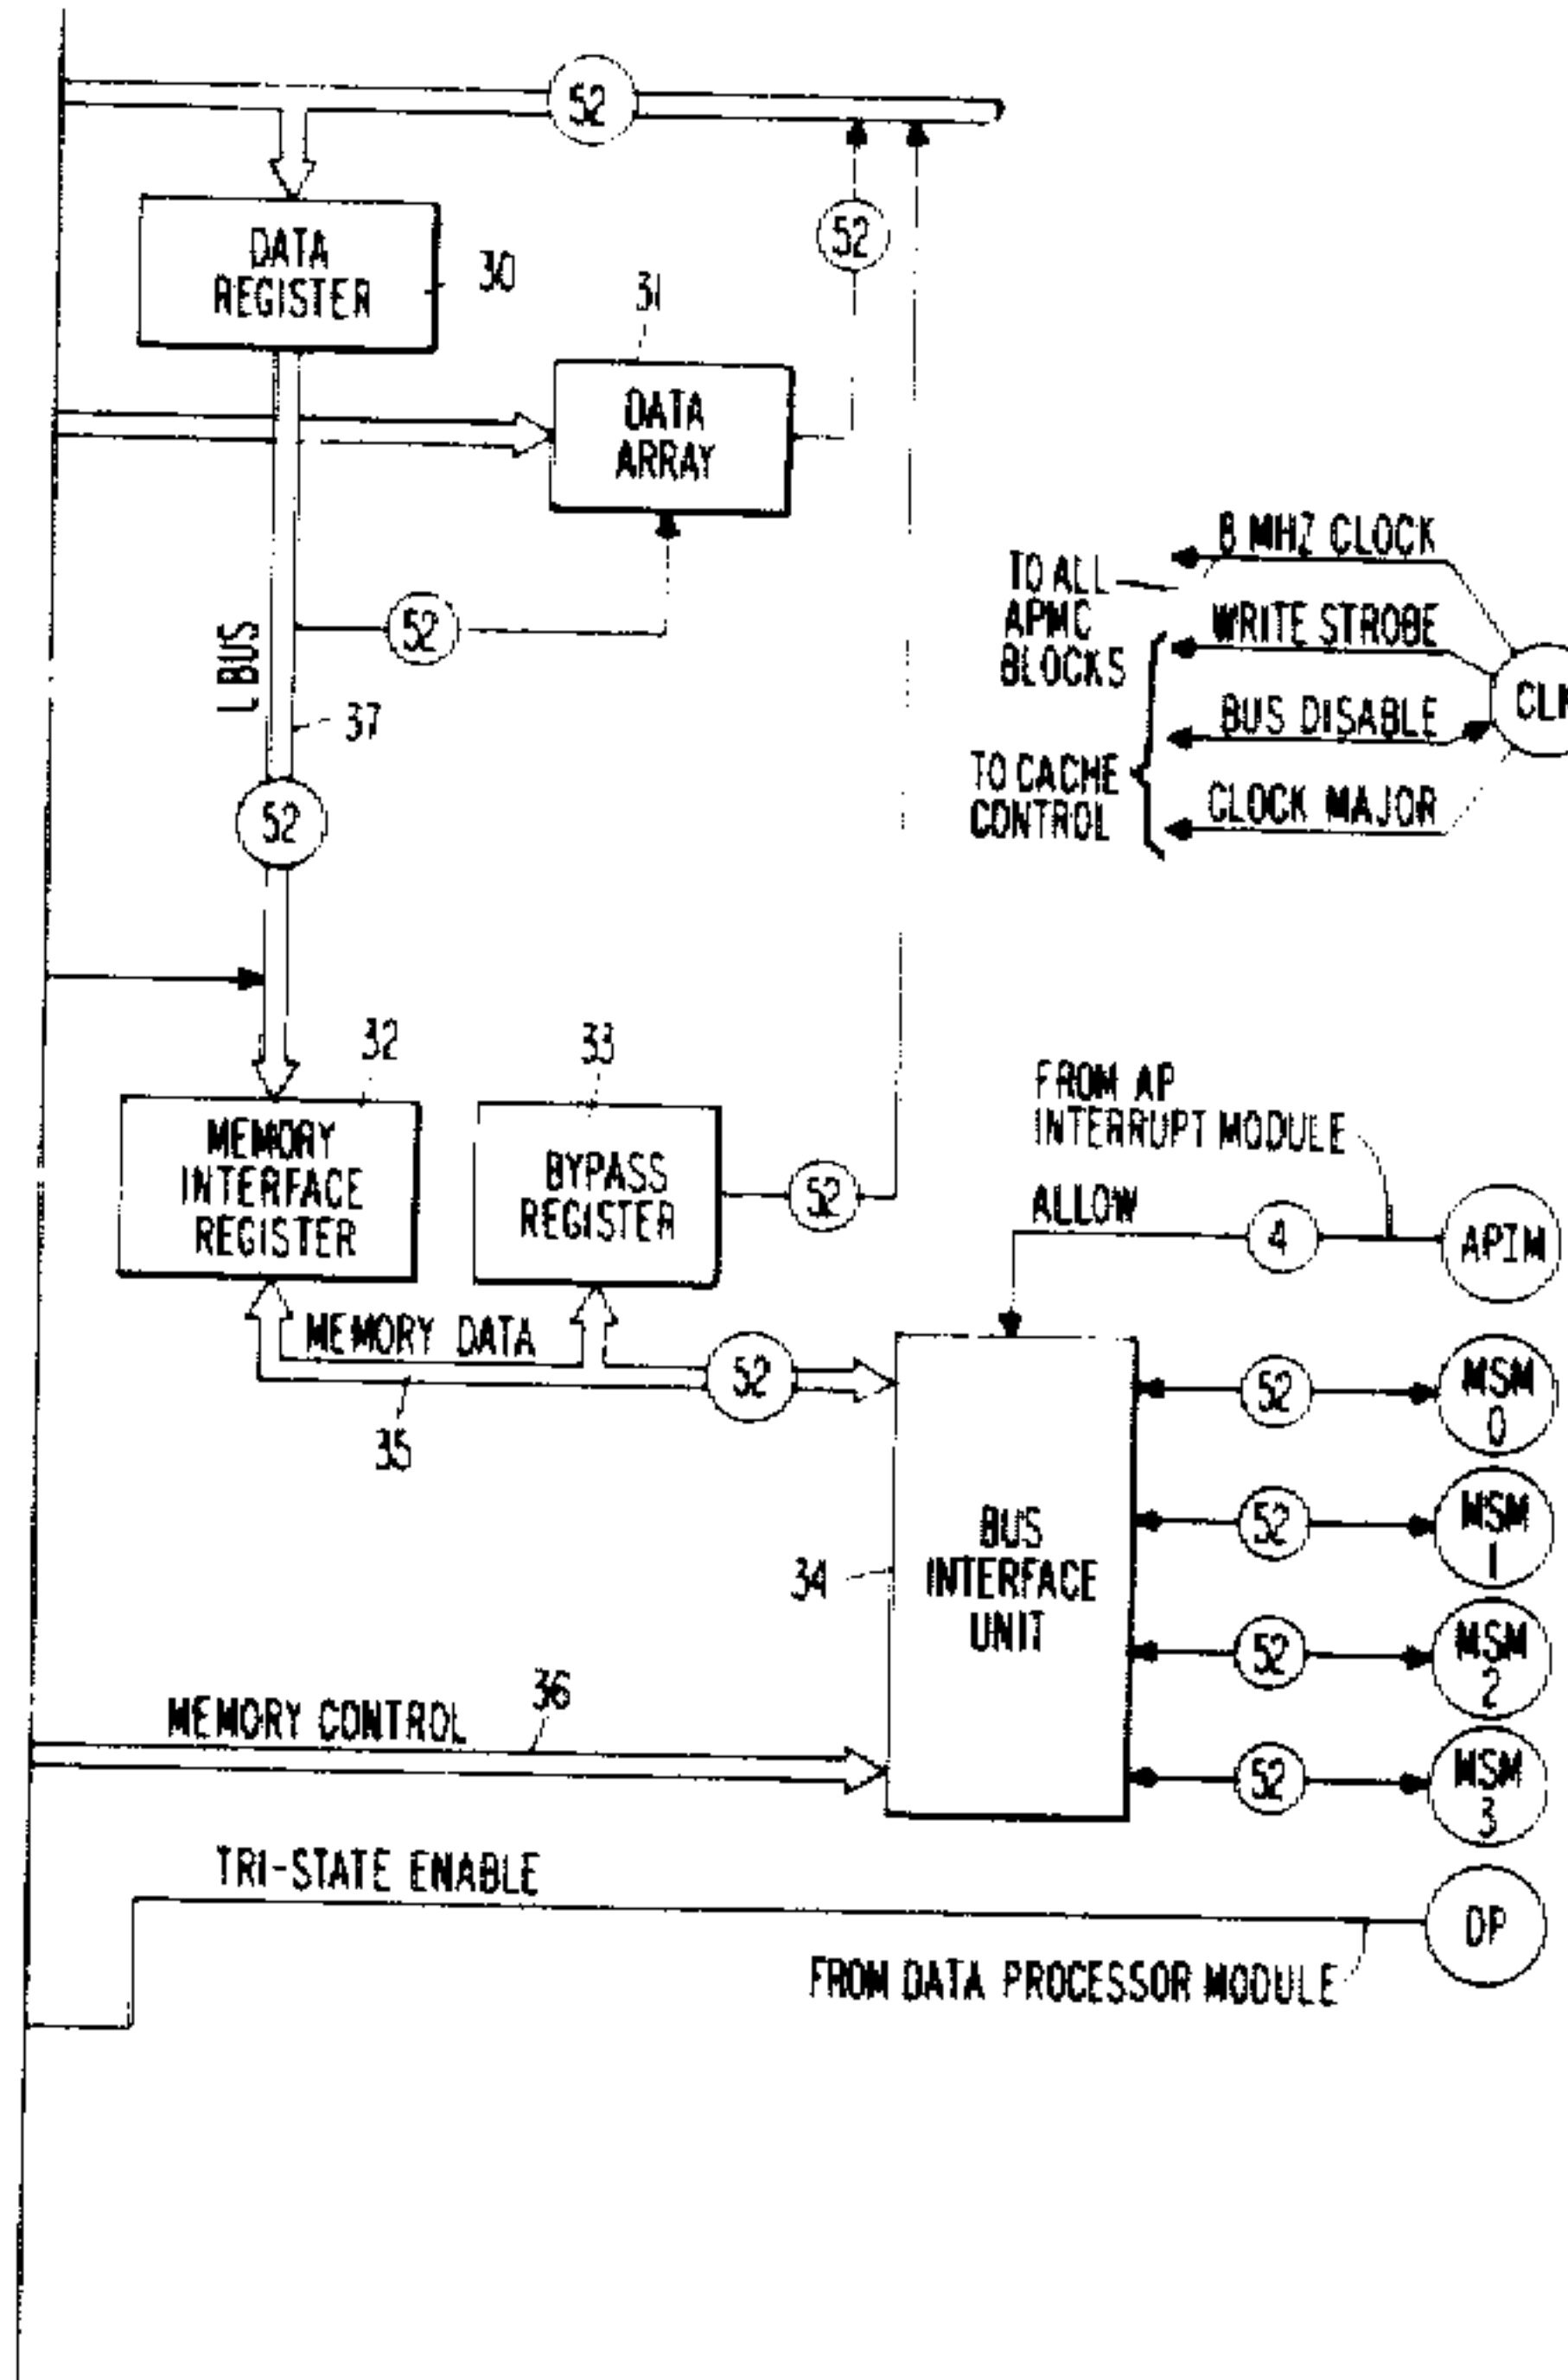 52
52
DATA
REGISTER
30
31
DATA
ARRAY
8 MHZ CLOCK
TO ALL
APMC
BLOCKS
WRITE STROBE
52
L BUS
BUS DISABLE
37
TO CACHE
CONTROL
CLOCK MAJOR
52
32
33
FROM AP
INTERRUPT MODULE
MEMORY
INTERFACE
REGISTER
BYPASS
REGISTER
52
ALLOW
4
APIM
MEMORY DATA
52
35
52
MSM
0
52
MSM
1
34
BUS
INTERFACE
UNIT
52
MSM
2
MEMORY CONTROL
36
52
MSM
3
TRI-STATE ENABLE
DP
FROM DATA PROCESSOR MODULE